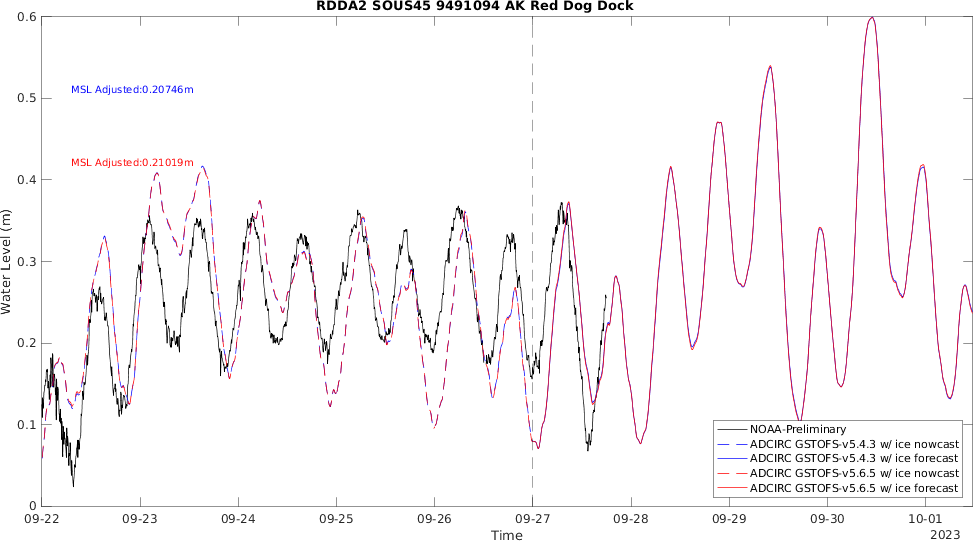 RDDA2 SOUS45 9491094 AK Red Dog Dock
0.6
0.5
0.4
0.3
0.2
0.1
0
Water Level (m)
MSL Adjusted:0.20746m
MSL Adjusted:0.21019m
NOAA-Preliminary
ADCIRC GSTOFS-v5.4.3 w/ ice nowcast
ADCIRC GSTOFS-v5.4.3 w/ ice forecast
ADCIRC GSTOFS-v5.6.5 w/ ice nowcast
ADCIRC GSTOFS-v5.6.5 w/ ice forecast
09-22 09-23 09-24 09-25 09-26 09-27 09-28 09-29 09-30 10-01
Time
2023